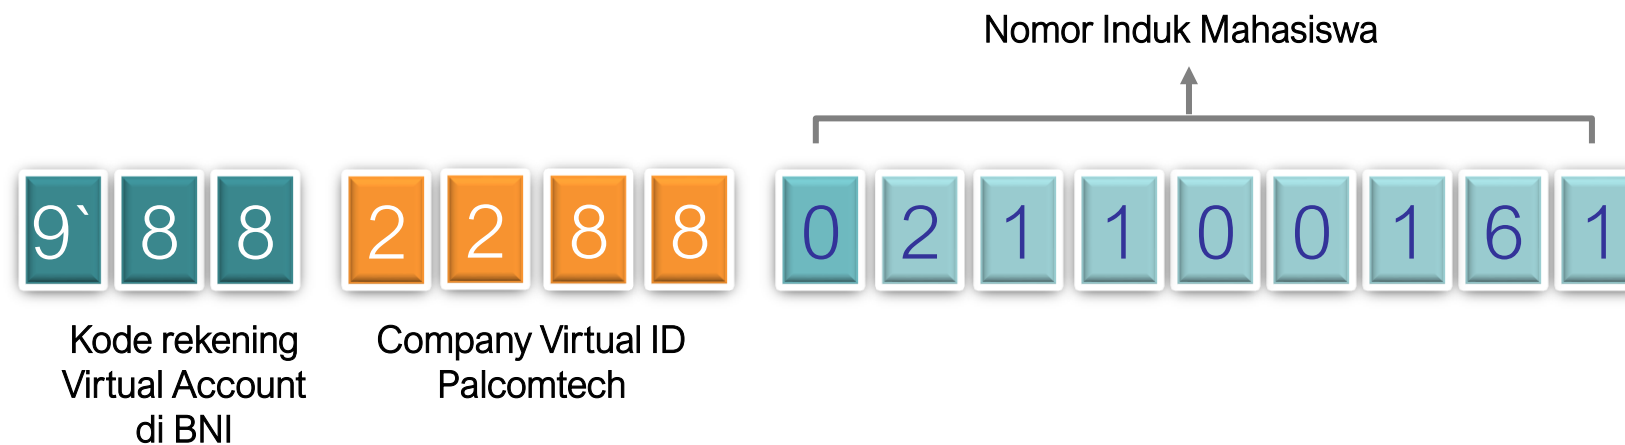 Nomor Induk Mahasiswa
9` 8 8 2 2 8 8 0 2 1 1 0 0 1 6 1
Kode rekening
Virtual Account
di BNI
Company Virtual ID
Palcomtech